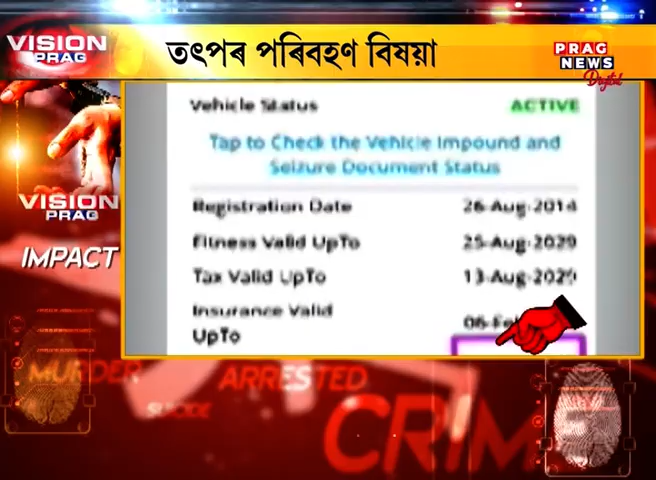 VISION
PRAG
তৎপৰ পৰিবহণ বিষয়া
PRAG
NEWS
Digital
Vehicle Status ACTIVE
Tap to Check the Vehicle Impound and
Seizure Document Status
Registration Date 26-Aug-2014
Fitness Valid UpTo 25-Aug-2029
Tax Valid UpTo 13-Aug-2029
Insurance Valid
UpTo
VISION
PRAG
IMPACT
MURDER
ARRESTED
SUICIDE